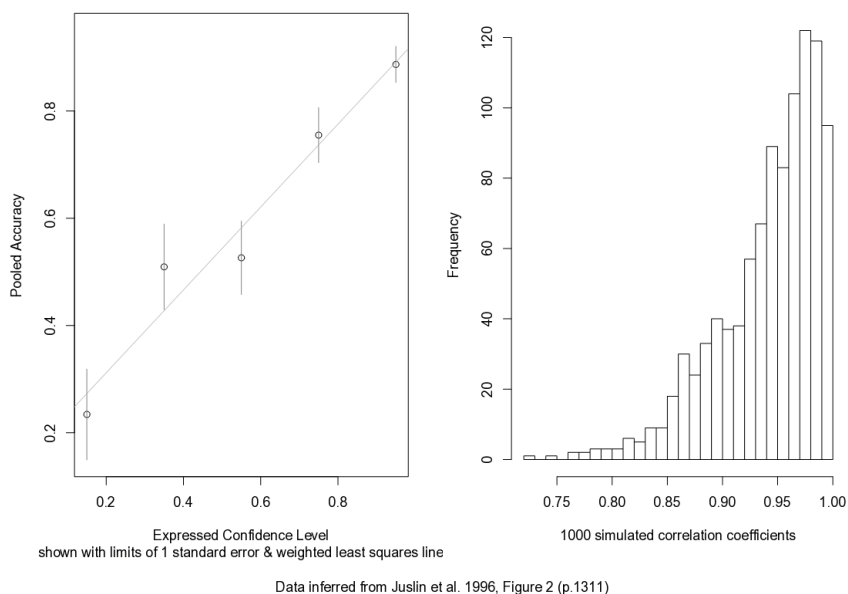 Pooled Accuracy
0.8
0.6
0.4
0.2
0.2 0.4 0.6 0.8
Expressed Confidence Level
shown with limits of 1 standard error & weighted least squares line
Frequency
120
100
80
60
40
20
0
0.75 0.80 0.85 0.90 0.95 1.00
1000 simulated correlation coefficients
Data inferred from Juslin et al. 1996, Figure 2 (p.1311)